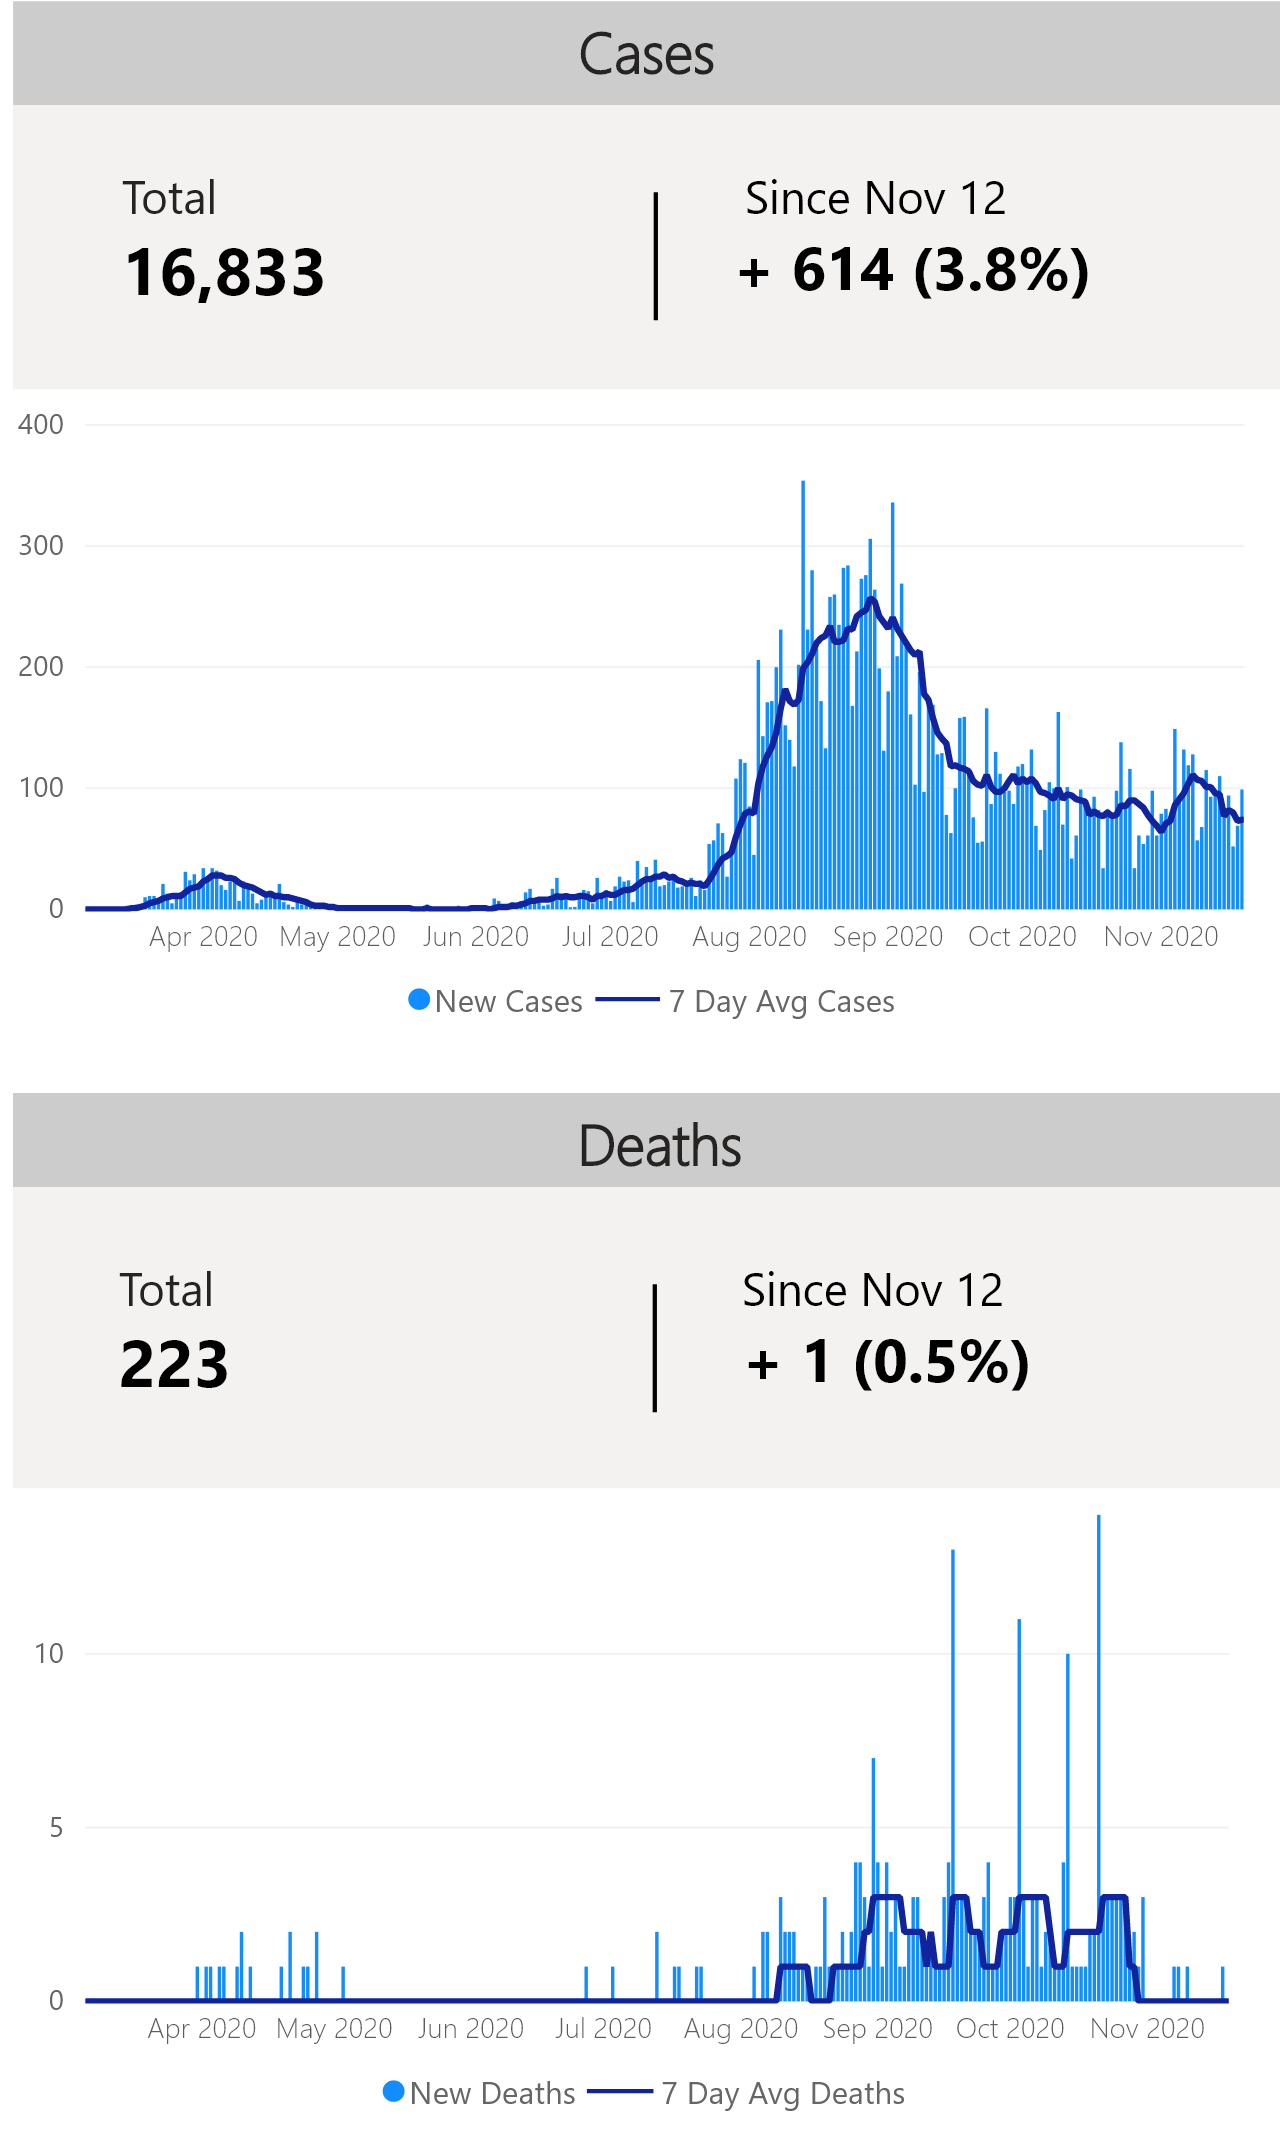 Cases
Total
Since Nov 12
16,833
+ 614 (3.8%)
400
300
200
100
0
Apr 2020 May 2020 Jun 2020 Jul 2020 Aug 2020 Sep 2020 Oct 2020 Nov 2020
New Cases 7 Day Avg Cases
Deaths
Total
Since Nov 12
223
+ 1 (0.5%)
10
5
0
Apr 2020 May 2020 Jun 2020 Jul 2020 Aug 2020 Sep 2020 Oct 2020 Nov 2020
New Deaths 7 Day Avg Deaths